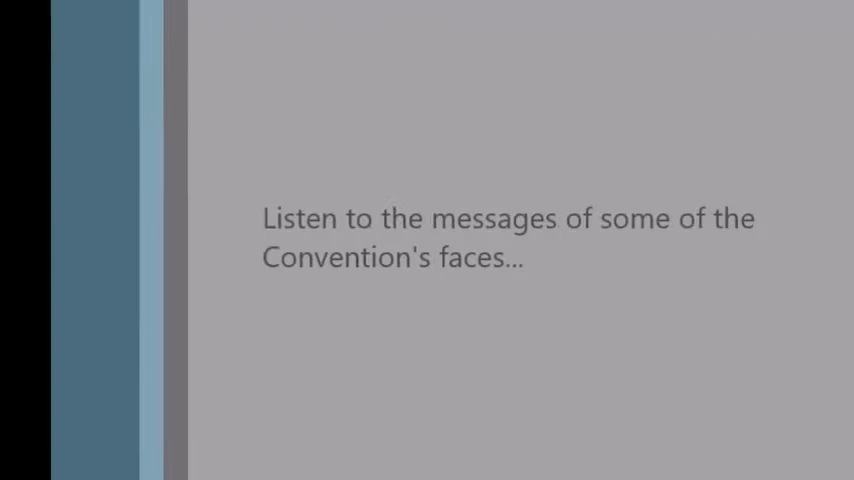 Listen to the messages of some of the
Convention's faces...